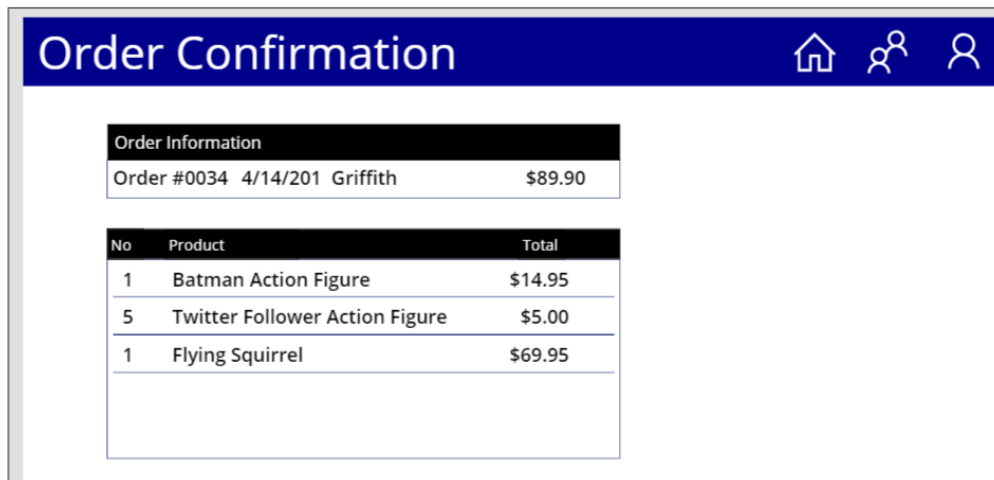 Order Confirmation
Order Information
Order #0034 4/14/201 Griffith $89.90
No Product Total
1 Batman Action Figure $14.95
5 Twitter Follower Action Figure $5.00
1 Flying Squirrel $69.95